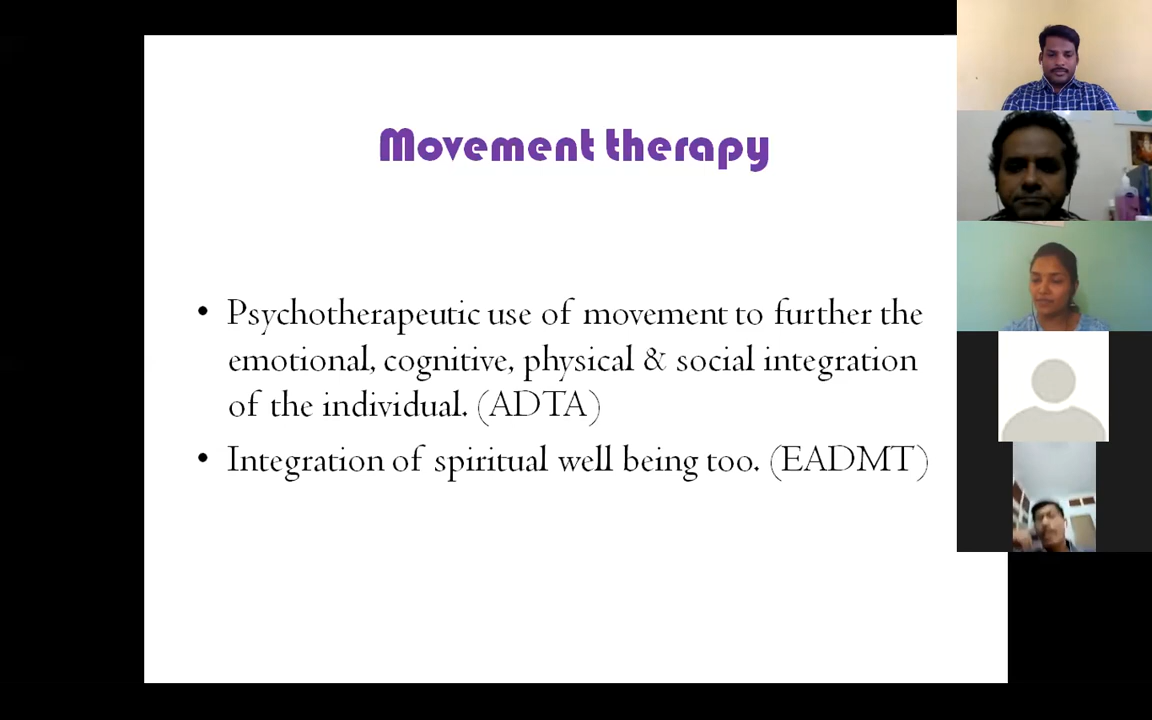 Movement therapy
• Psychotherapeutic use of movement to further the
emotional, cognitive, physical & social integration
of the individual. (ADTA)
• Integration of spiritual well being too. (EADMT)